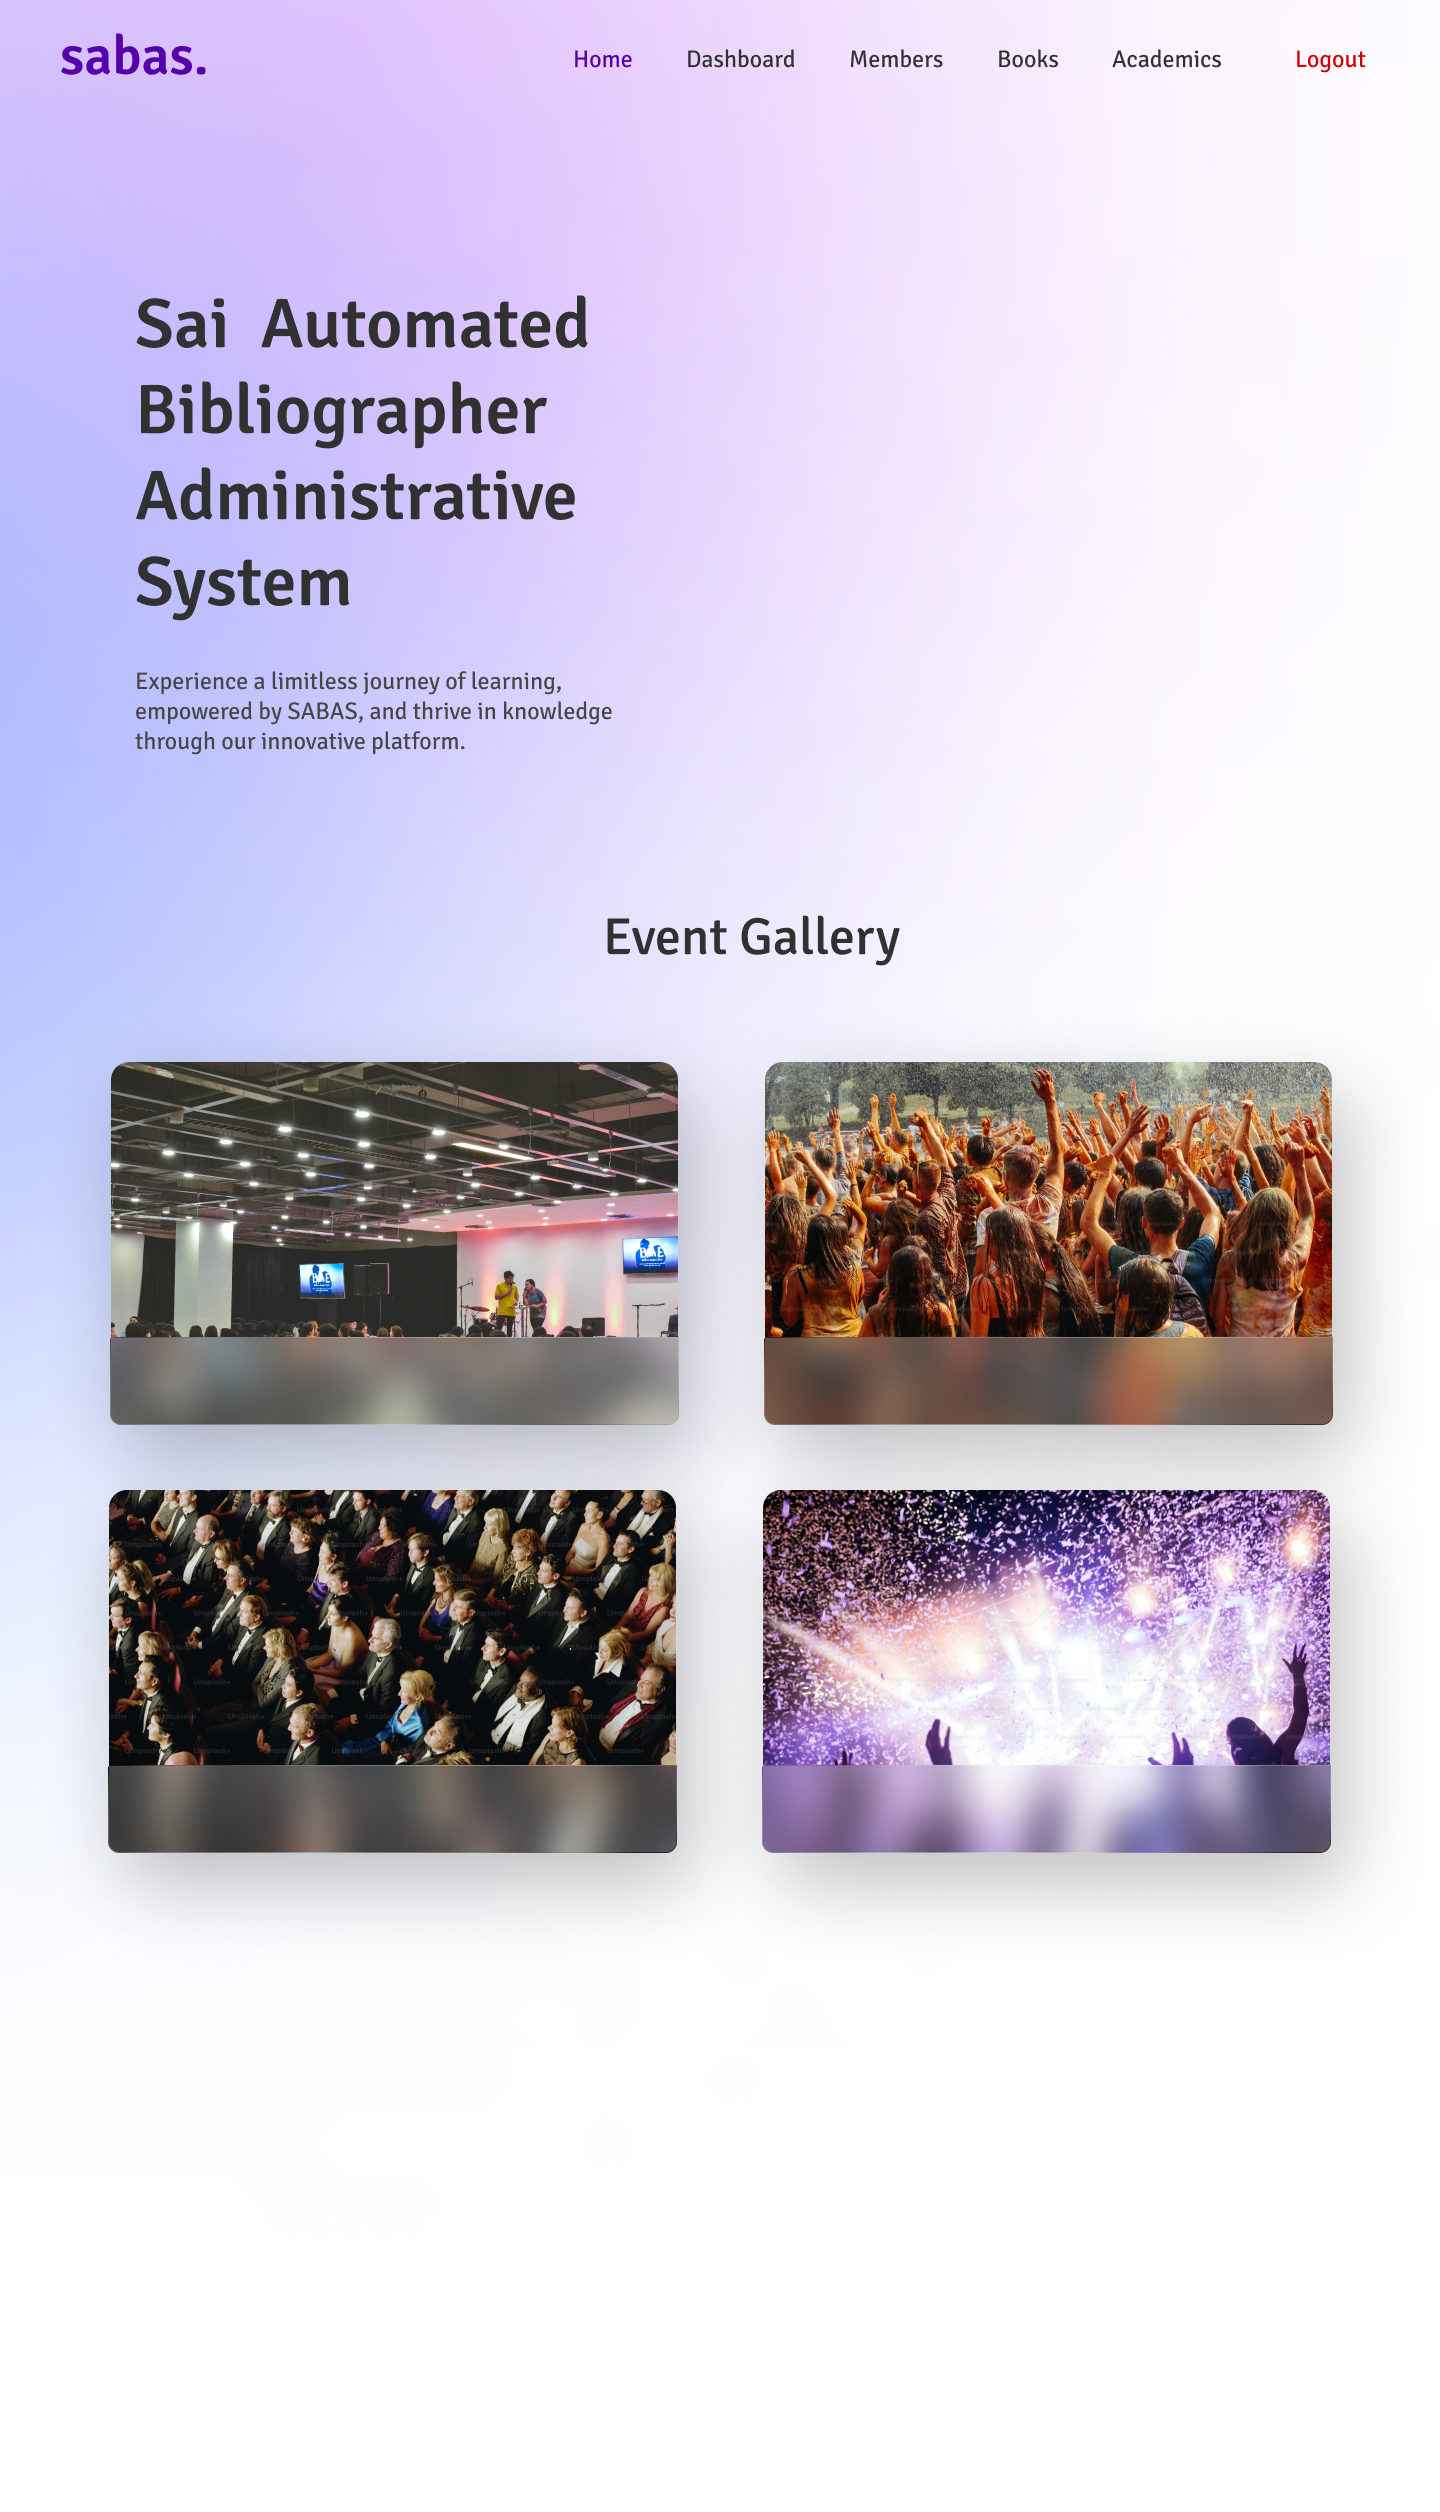 sabas.
Home Dashboard Members Books Academics Logout
Sai Automated
Bibliographer
Administrative
System
Experience a limitless journey of learning,
empowered by SABAS, and thrive in knowledge
through our innovative platform.
Event Gallery